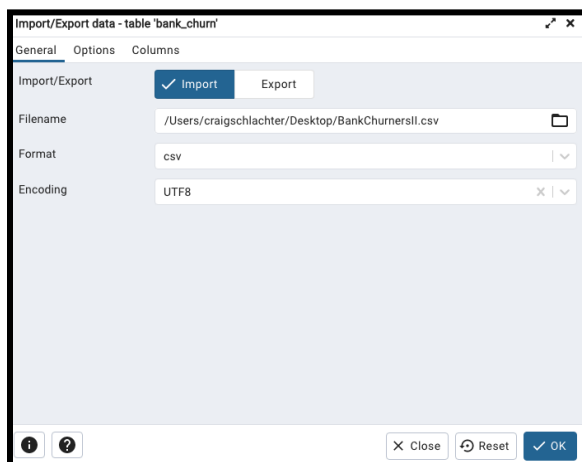 Import/Export data - table 'bank_churn'
General Options Columns
Import/Export Import Export
Filename /Users/craigschlachter/Desktop/BankChurnersII.csv
Format csv
Encoding UTF8
Close Reset OK